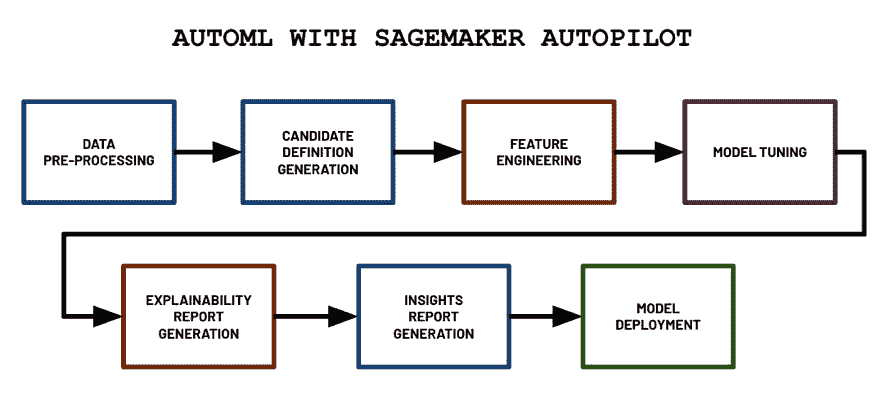 AUTOML WITH SAGEMAKER AUTOPILOT
DATA
PRE-PROCESSING
CANDIDATE
DEFINITION
GENERATION
FEATURE
ENGINEERING
MODEL TUNING
EXPLAINABILITY
REPORT
GENERATION
INSIGHTS
REPORT
GENERATION
MODEL
DEPLOYMENT